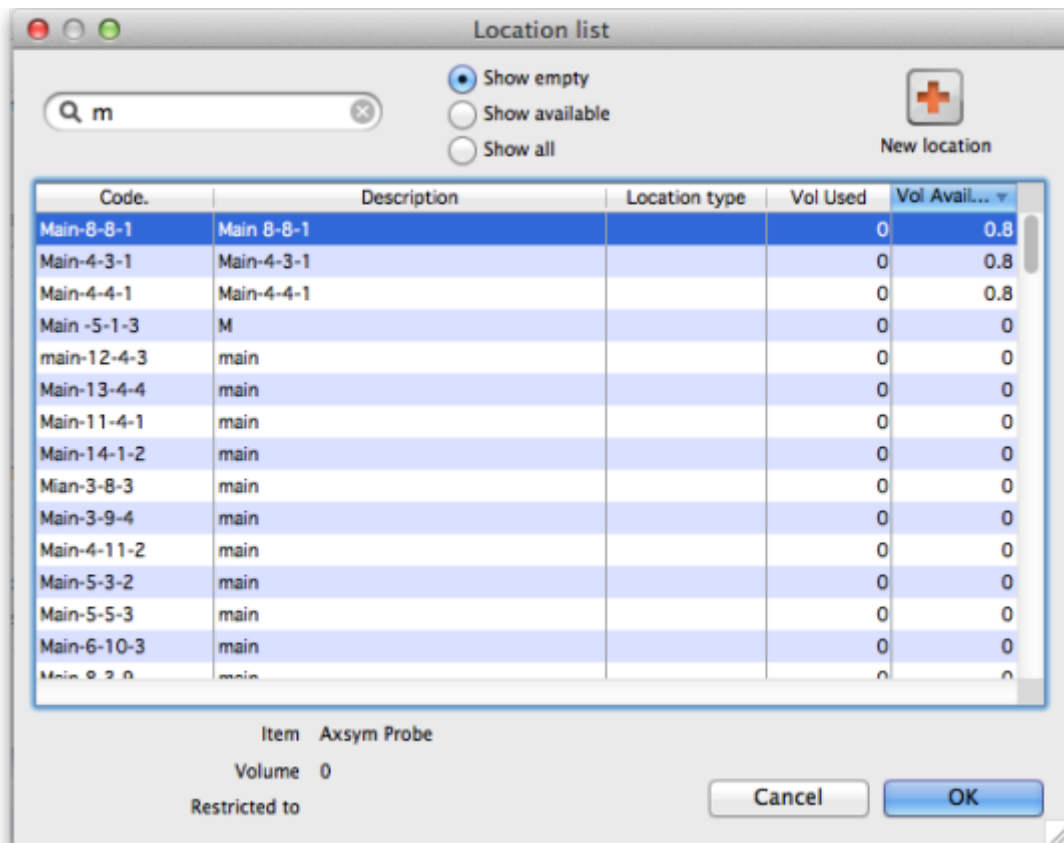 Location list
m
Show empty
Show available
Show all
New location
Code. Description Location type Vol Used Vol Avail...
Main-8-8-1 Main 8-8-1 0 0.8
Main-4-3-1 Main-4-3-1 0 0.8
Main-4-4-1 Main-4-4-1 0 0.8
Main -5-1-3 M 0 0
main-12-4-3 main 0 0
Main-13-4-4 main 0 0
Main-11-4-1 main 0 0
Main-14-1-2 main 0 0
Mian-3-8-3 main 0 0
Main-3-9-4 main 0 0
Main-4-11-2 main 0 0
Main-5-3-2 main 0 0
Main-5-5-3 main 0 0
Main-6-10-3 main 0 0
main 0 0
Item Axsym Probe
Volume 0
Restricted to
Cancel OK